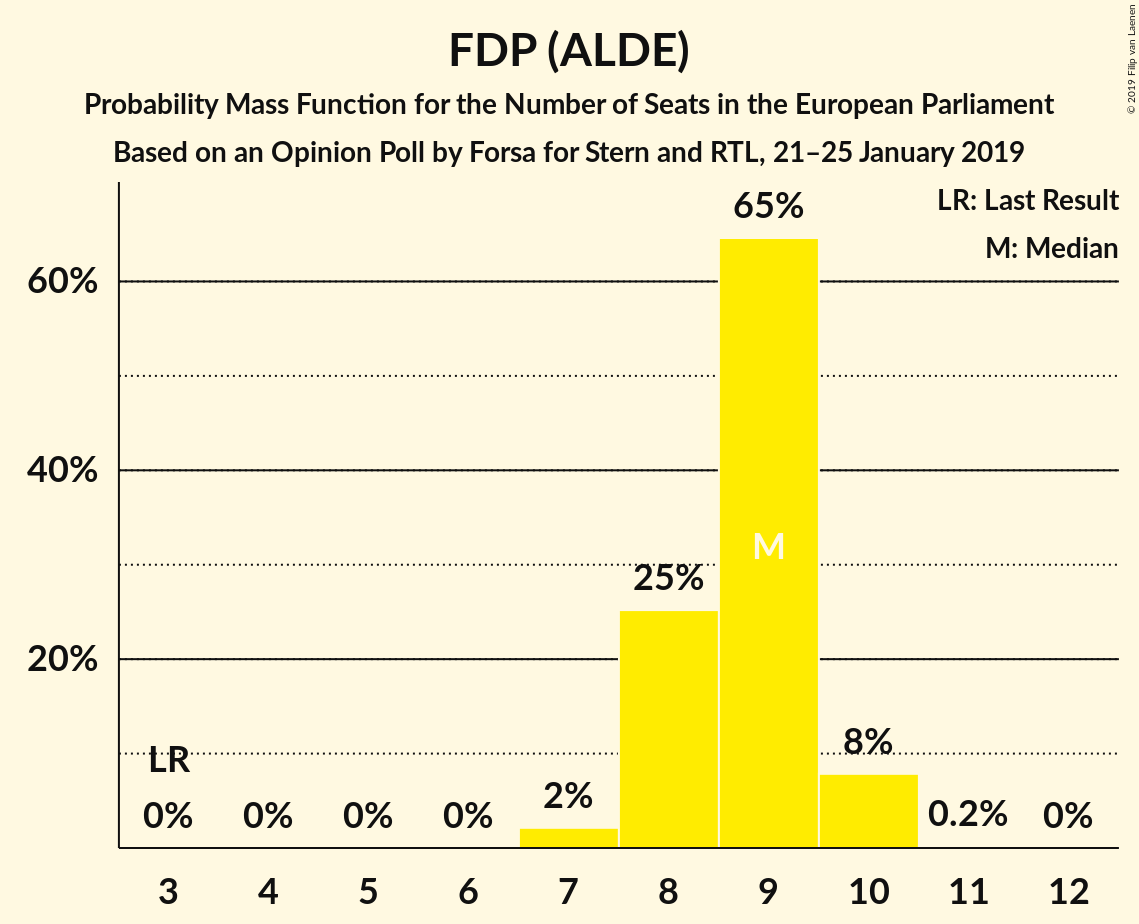 FDP (ALDE)
Probability Mass Function for the Number of Seats in the European Parliament
Based on an Opinion Poll by Forsa for Stern and RTL, 21–25 January 2019
© 2019 Filip van Laenen
LR: Last Result
M: Median
60%
40%
20%
LR
0%
0%
0%
0%
2%
25%
65%
M
8%
0.2%
0%
3 4 5 6 7 8 9 10 11 12